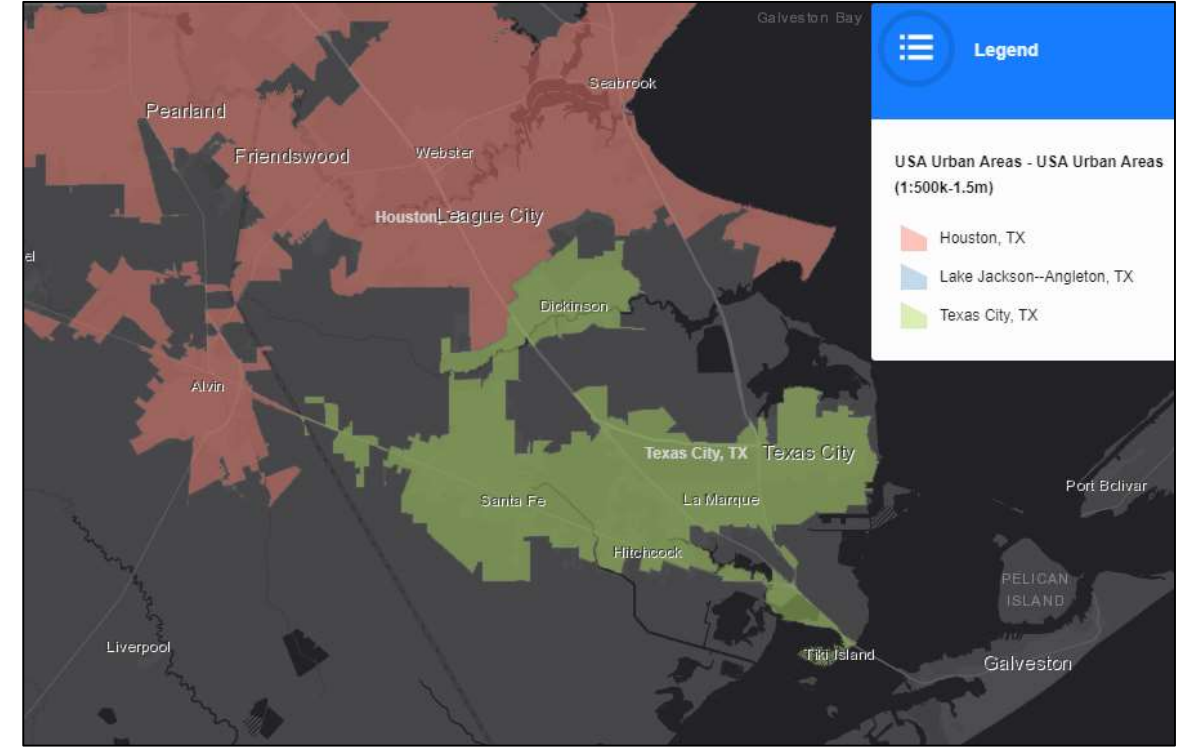 Galveston Bay
Legend
Seabrook
Pearland
Friendswood
Webster
USA Urban Areas - USA Urban Areas
(1:500k-1.5m)
Houston
League City
Houston, TX
el
Lake Jackson--Angleton, TX
Dickinson
Texas City, TX
Alvin
Texas City, TX
Texas City
Port Bolivar
Santa Fe
La Marque
Hitchcock
PELICAN
ISLAND
Liverpool
Tiki Island
Galveston